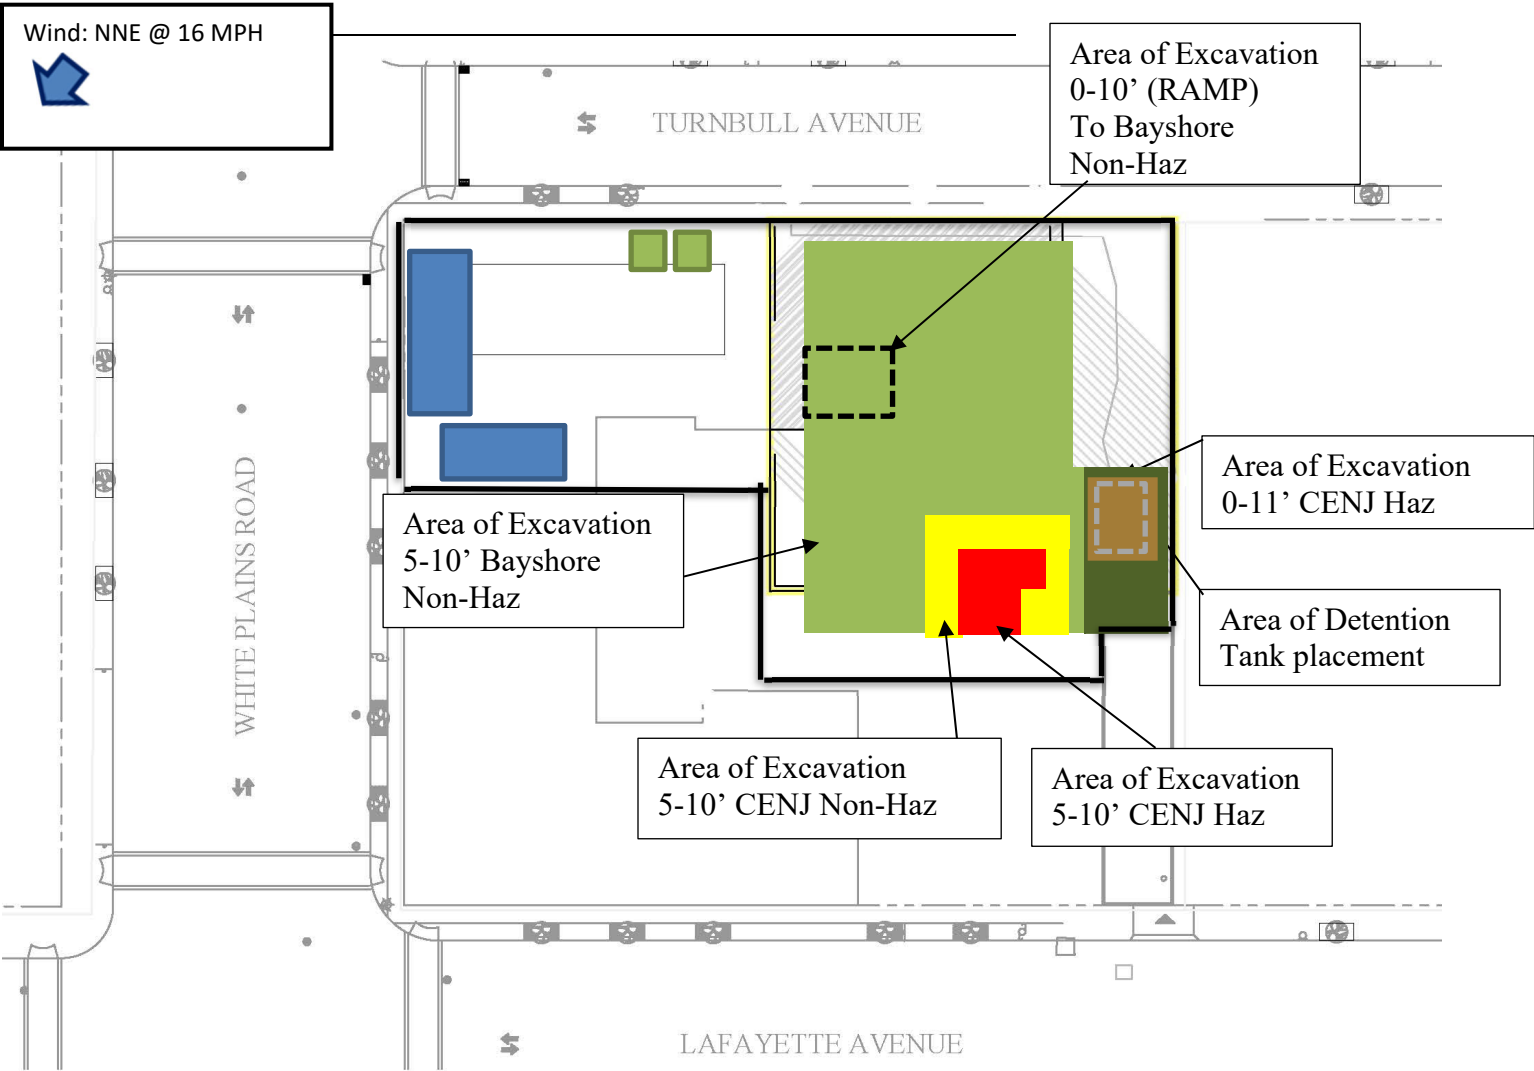 Wind: NNE @ 16 MPH
Area of Excavation
0-10’ (RAMP)
To Bayshore
Non-Haz
TURNBULL AVENUE
WHITE PLAINS ROAD
Area of Excavation
0-11’ CENJ Haz
Area of Excavation
5-10’ Bayshore
Non-Haz
Area of Detention
Tank placement
Area of Excavation
5-10’ CENJ Non-Haz
Area of Excavation
5-10’ CENJ Haz
LAFAYETTE AVENUE